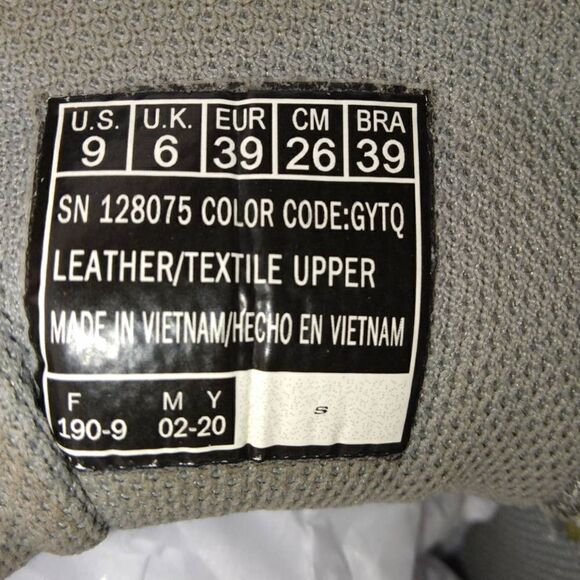 U.S. U.K. EUR CM BRA
9 6 39 26 39
SN 128075 COLOR CODE:GYTQ
LEATHER/TEXTILE UPPER
MADE IN VIETNAM/HECHO EN VIETNAM
F M Y
190-9 02-20
S